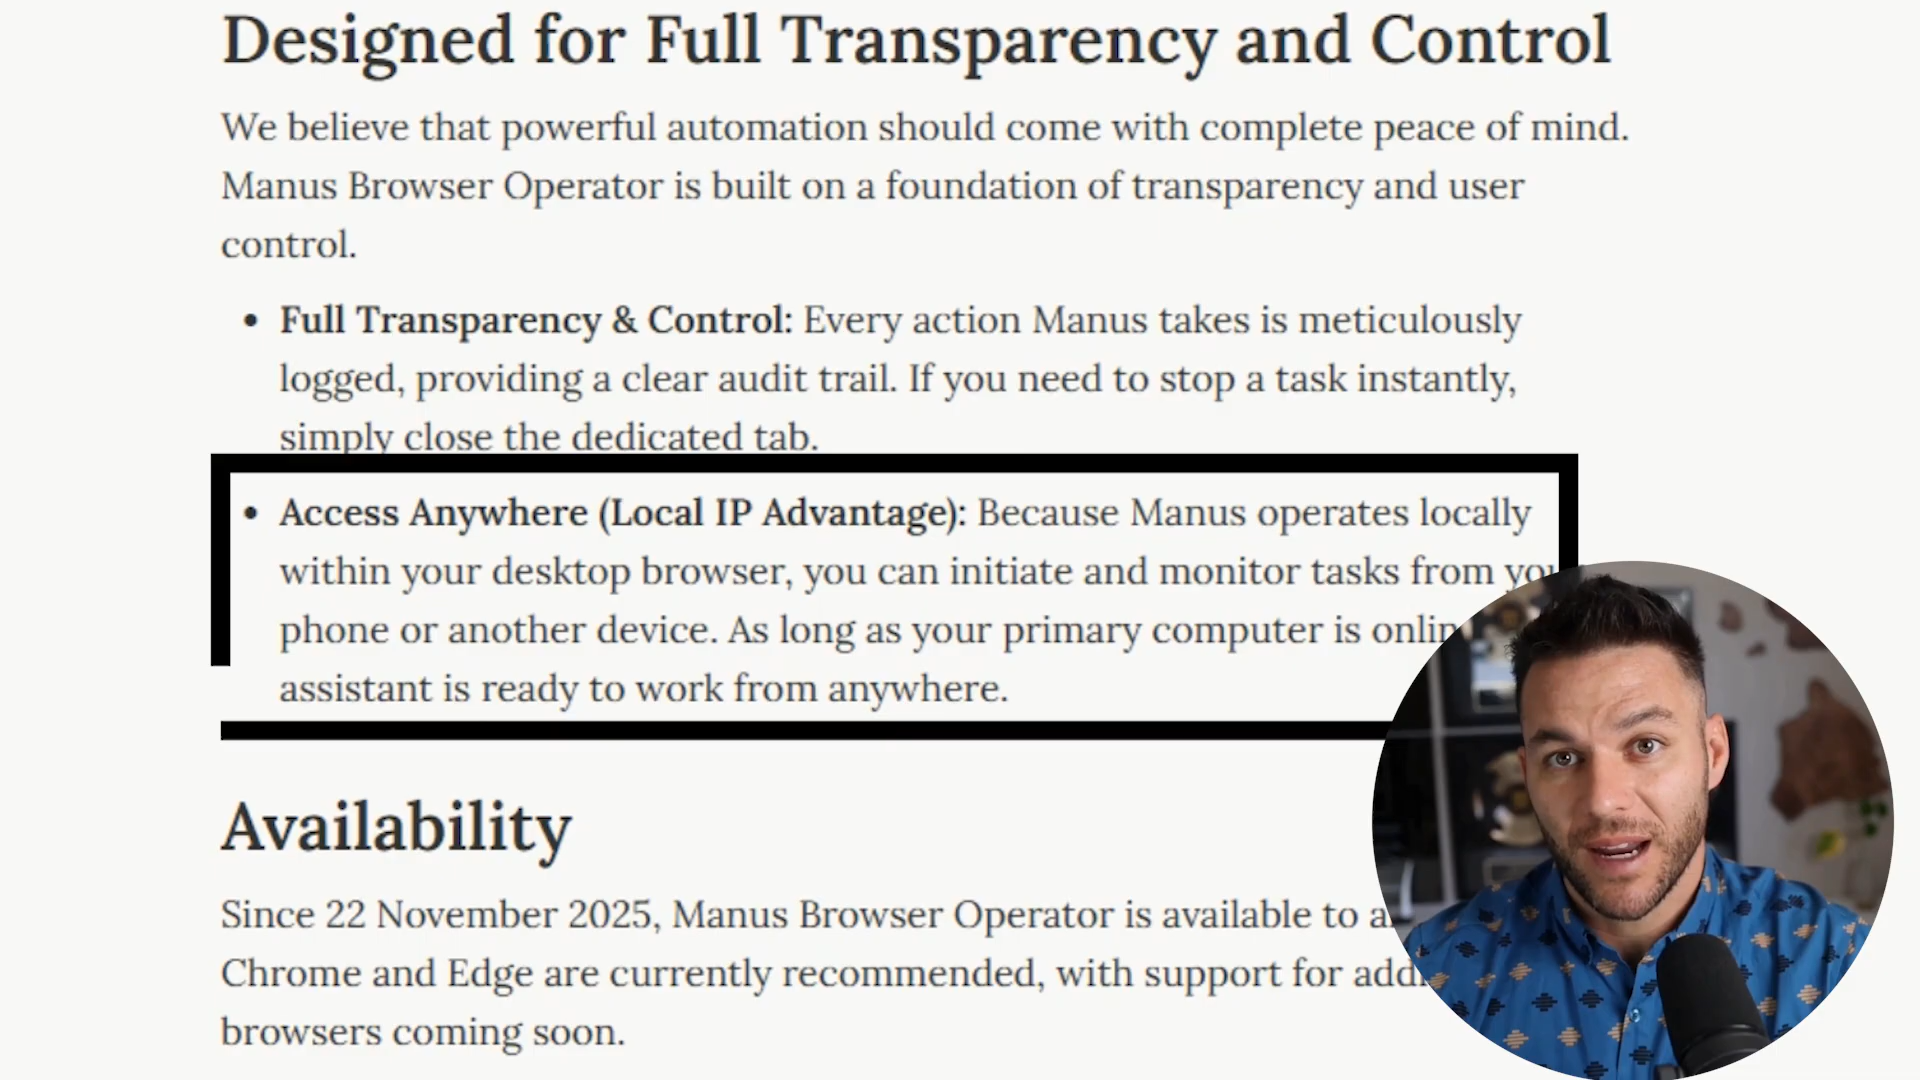 Designed for Full Transparency and Control
We believe that powerful automation should come with complete peace of mind.
Manus Browser Operator is built on a foundation of transparency and user
control.
• Full Transparency & Control: Every action Manus takes is meticulously
logged, providing a clear audit trail. If you need to stop a task instantly,
simply close the dedicated tab.
• Access Anywhere (Local IP Advantage): Because Manus operates locally
within your desktop browser, you can initiate and monitor tasks from
phone or another device. As long as your primary computer is
assistant is ready to work from anywhere.
Availability
Since 22 November 2025, Manus Browser Operator is available to
Chrome and Edge are currently recommended, with support for
browsers coming soon.